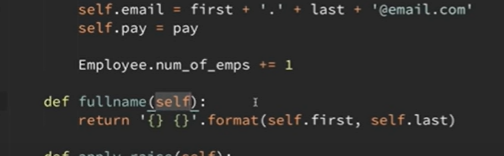 self.email = first + '.' + last + '@email.com'
self.pay = pay
Employee.num_of_emps += 1
def fullname(self):
return '{} {}'.format(self.first, self.last)
def apply_raise(self):